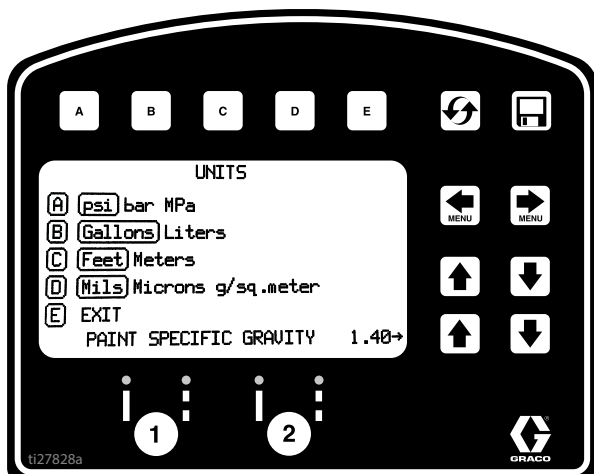 A B C D E
UNITS
A psi bar MPa
B Gallons Liters
C Feet Meters
D Mils Microns g/sq.meter
E EXIT
PAINT SPECIFIC GRAVITY 1.40→
MENU MENU
1 2
ti27828a
GRACO